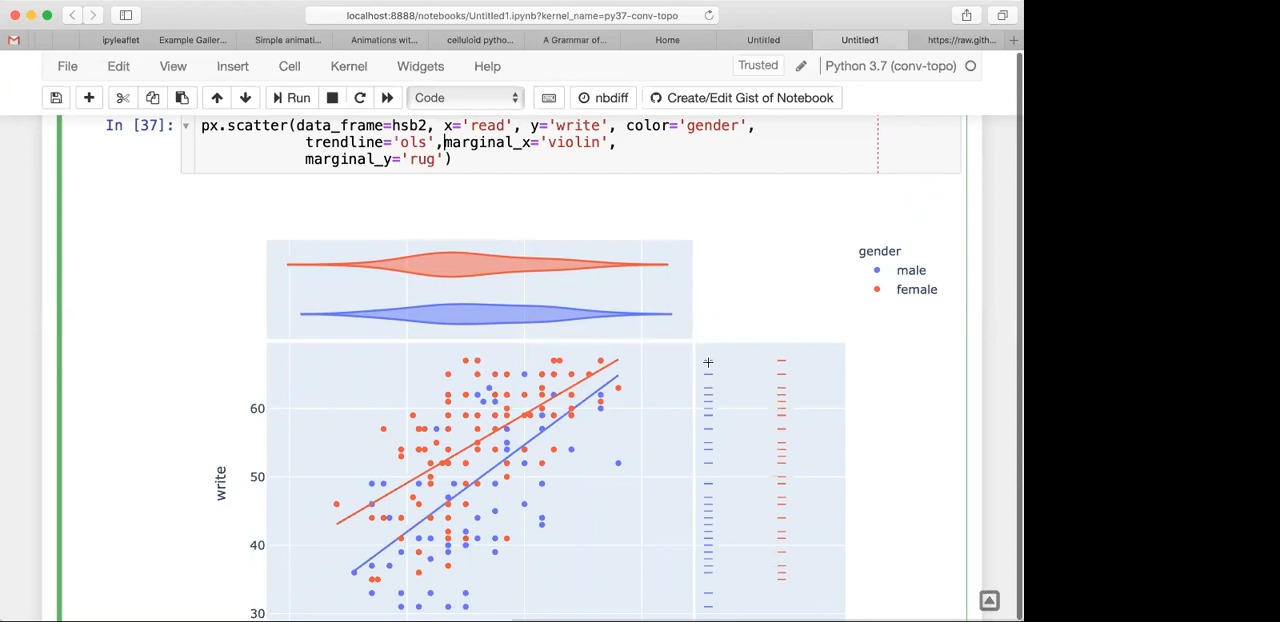 localhost:8888/notebooks/Untitled1.ipynb?kernel_name=py37-conv-topo
ipyleaflet Example Galler... Simple animati... Animations wit... celluloid pytho... A Grammar of... Home Untitled Untitled1 https://raw.gith... +
File Edit View Insert Cell Kernel Widgets Help Trusted Python 3.7 (conv-topo)
Run Code nbdiff Create/Edit Gist of Notebook
In [37]: px.scatter(data_frame=hsb2, x='read', y='write', color='gender',
trendline='ols',marginal_x='violin',
marginal_y='rug')
gender
male
female
60
50
40
30
write